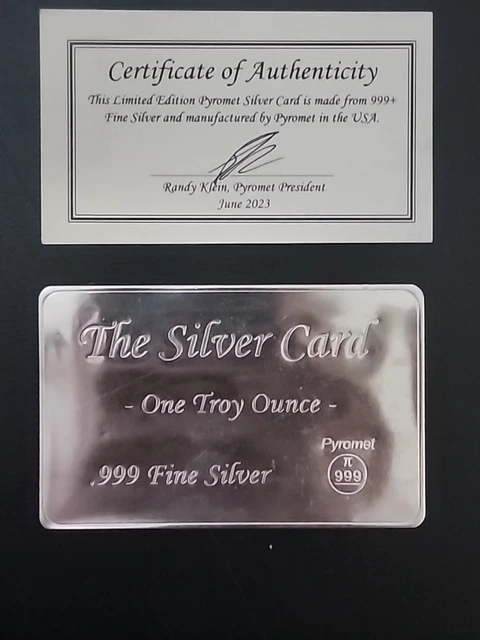 Certificate of Authenticity
This Limited Edition Pyromet Silver Card is made from 999+
Fine Silver and manufactured by Pyromet in the USA.
Randy Klein, Pyromet President
June 2023
The Silver Card
- One Troy Ounce -
Pyromet
π
999
.999 Fine Silver